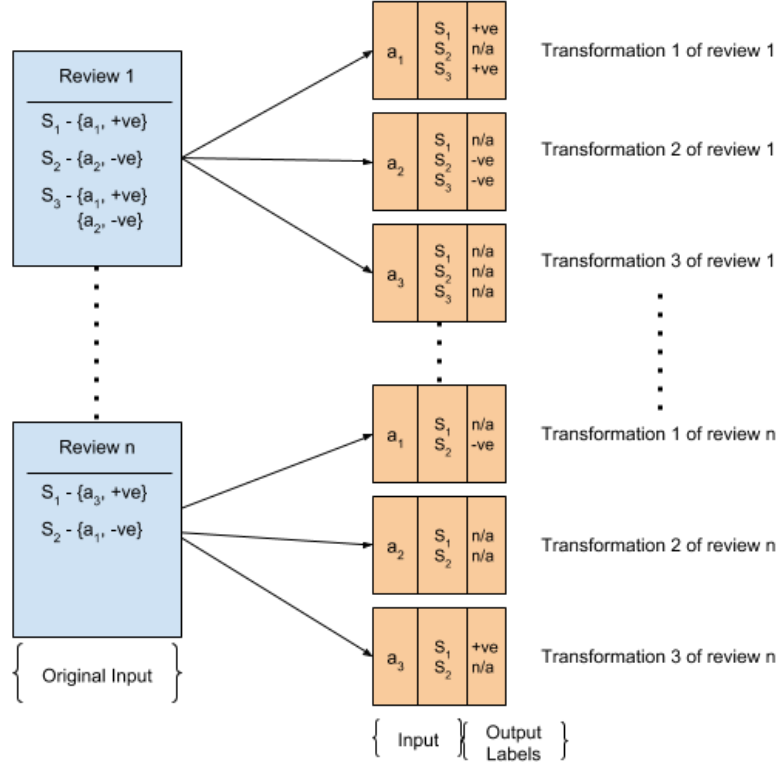 Review 1
S₁ - {a₁, +ve}
S₂ - {a₂, -ve}
S₃ - {a₁, +ve}
{a₂, -ve}
a₁
S₁ +ve
S₂ n/a
S₃ +ve
Transformation 1 of review 1
a₂
S₁ n/a
S₂ -ve
S₃ -ve
Transformation 2 of review 1
a₃
S₁ n/a
S₂ n/a
S₃ n/a
Transformation 3 of review 1
Review n
S₁ - {a₃, +ve}
S₂ - {a₁, -ve}
a₁
S₁ n/a
S₂ -ve
Transformation 1 of review n
a₂
S₁ n/a
S₂ n/a
Transformation 2 of review n
a₃
S₁ +ve
S₂ n/a
Transformation 3 of review n
Original Input
Input
Output
Labels